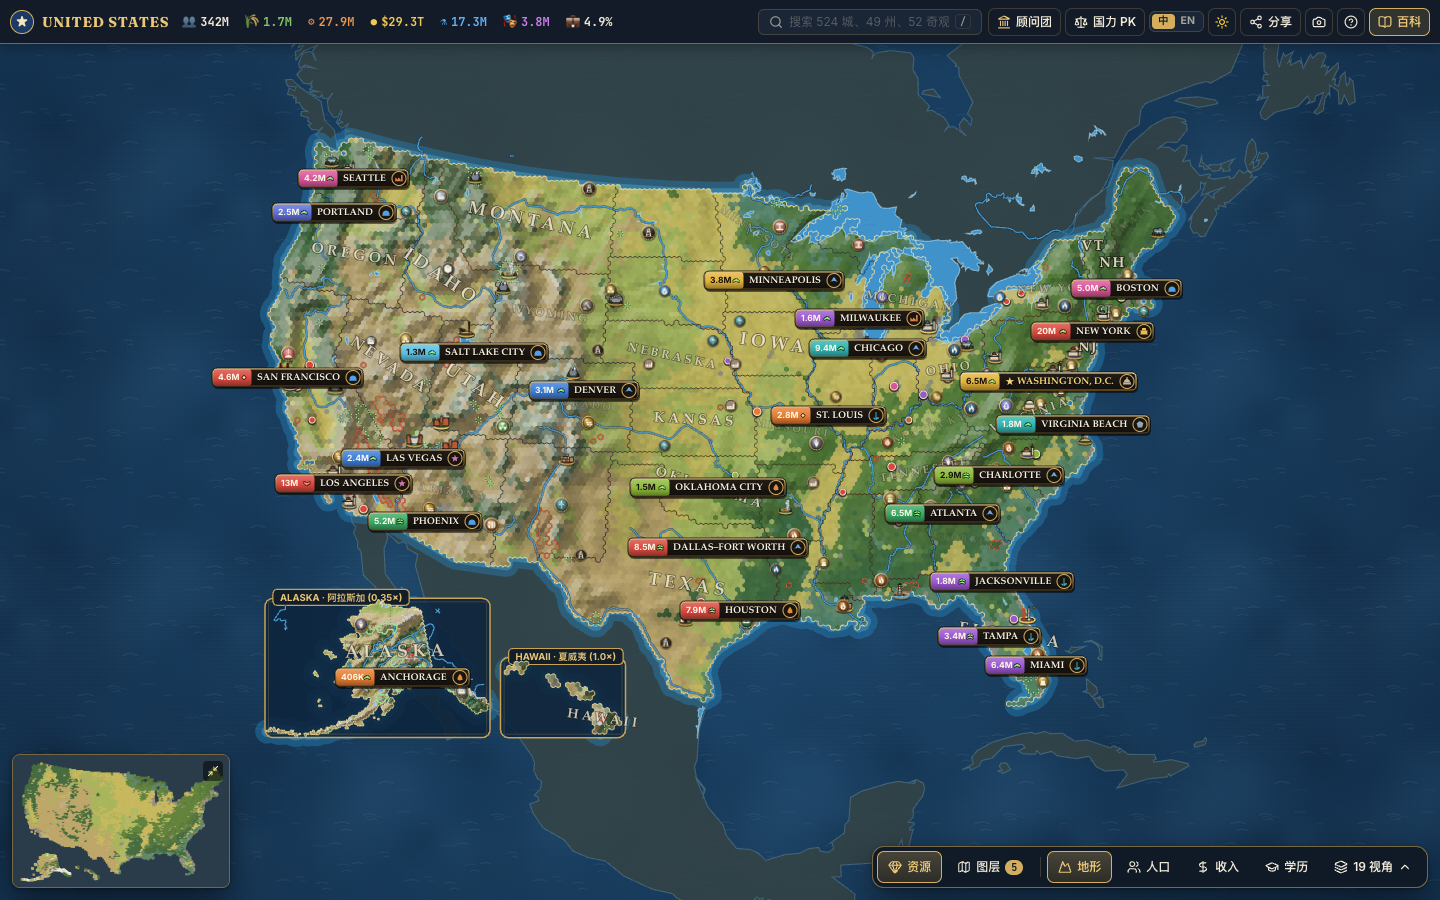 UNITED STATES 342M 1.7M 27.9M $29.3T 17.3M 3.8M 4.9%
搜索 524 城、49 州、52 奇观 /
顾问团
国力 PK
中 EN
分享
百科
4.2M SEATTLE
2.5M PORTLAND
MONTANA
OREGON
IDAHO
VT
NH
3.8M MINNEAPOLIS
5.0M BOSTON
MICHIGAN
WYOMING
1.6M MILWAUKEE
20M NEW YORK
NJ
IOWA
9.4M CHICAGO
NEVADA
1.3M SALT LAKE CITY
NEBRASKA
OHIO
UTAH
4.6M SAN FRANCISCO
3.1M DENVER
6.5M ★ WASHINGTON, D.C.
KANSAS
2.8M ST. LOUIS
1.8M VIRGINIA BEACH
2.4M LAS VEGAS
13M LOS ANGELES
1.5M OKLAHOMA CITY
2.9M CHARLOTTE
5.2M PHOENIX
6.5M ATLANTA
8.5M DALLAS–FORT WORTH
TEXAS
1.8M JACKSONVILLE
7.9M HOUSTON
3.4M TAMPA
6.4M MIAMI
ALASKA · 阿拉斯加 (0.35×)
ALASKA
406K ANCHORAGE
HAWAII · 夏威夷 (1.0×)
HAWAII
资源
图层 5
地形
人口
收入
学历
19 视角